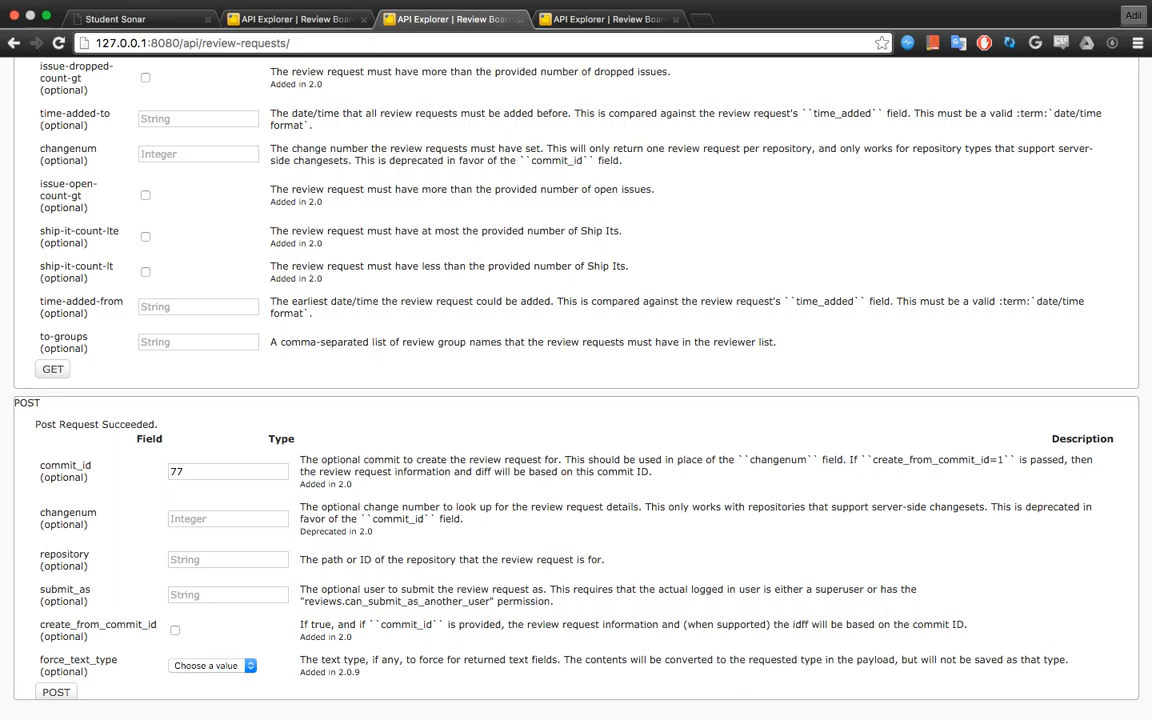 Student Sonar
API Explorer | Review Boar
API Explorer | Review Boar
API Explorer | Review Boar
Adil
127.0.0.1:8080/api/review-requests/
issue-dropped-
count-gt
(optional)
The review request must have more than the provided number of dropped issues.
Added in 2.0
time-added-to
(optional)
String
The date/time that all review requests must be added before. This is compared against the review request's ``time_added`` field. This must be a valid :term:`date/time
format`.
changenum
(optional)
Integer
The change number the review requests must have set. This will only return one review request per repository, and only works for repository types that support server-
side changesets. This is deprecated in favor of the ``commit_id`` field.
issue-open-
count-gt
(optional)
The review request must have more than the provided number of open issues.
Added in 2.0
ship-it-count-lte
(optional)
The review request must have at most the provided number of Ship Its.
Added in 2.0
ship-it-count-lt
(optional)
The review request must have less than the provided number of Ship Its.
Added in 2.0
time-added-from
(optional)
String
The earliest date/time the review request could be added. This is compared against the review request's ``time_added`` field. This must be a valid :term:`date/time
format`.
to-groups
(optional)
String
A comma-separated list of review group names that the review requests must have in the reviewer list.
GET
POST
Post Request Succeeded.
Field Type Description
commit_id
(optional)
77
The optional commit to create the review request for. This should be used in place of the ``changenum`` field. If ``create_from_commit_id=1`` is passed, then
the review request information and diff will be based on this commit ID.
Added in 2.0
changenum
(optional)
Integer
The optional change number to look up for the review request details. This only works with repositories that support server-side changesets. This is deprecated in
favor of the ``commit_id`` field.
Deprecated in 2.0
repository
(optional)
String
The path or ID of the repository that the review request is for.
submit_as
(optional)
String
The optional user to submit the review request as. This requires that the actual logged in user is either a superuser or has the
"reviews.can_submit_as_another_user" permission.
create_from_commit_id
(optional)
If true, and if ``commit_id`` is provided, the review request information and (when supported) the idff will be based on the commit ID.
Added in 2.0
force_text_type
(optional)
Choose a value
The text type, if any, to force for returned text fields. The contents will be converted to the requested type in the payload, but will not be saved as that type.
Added in 2.0.9
POST